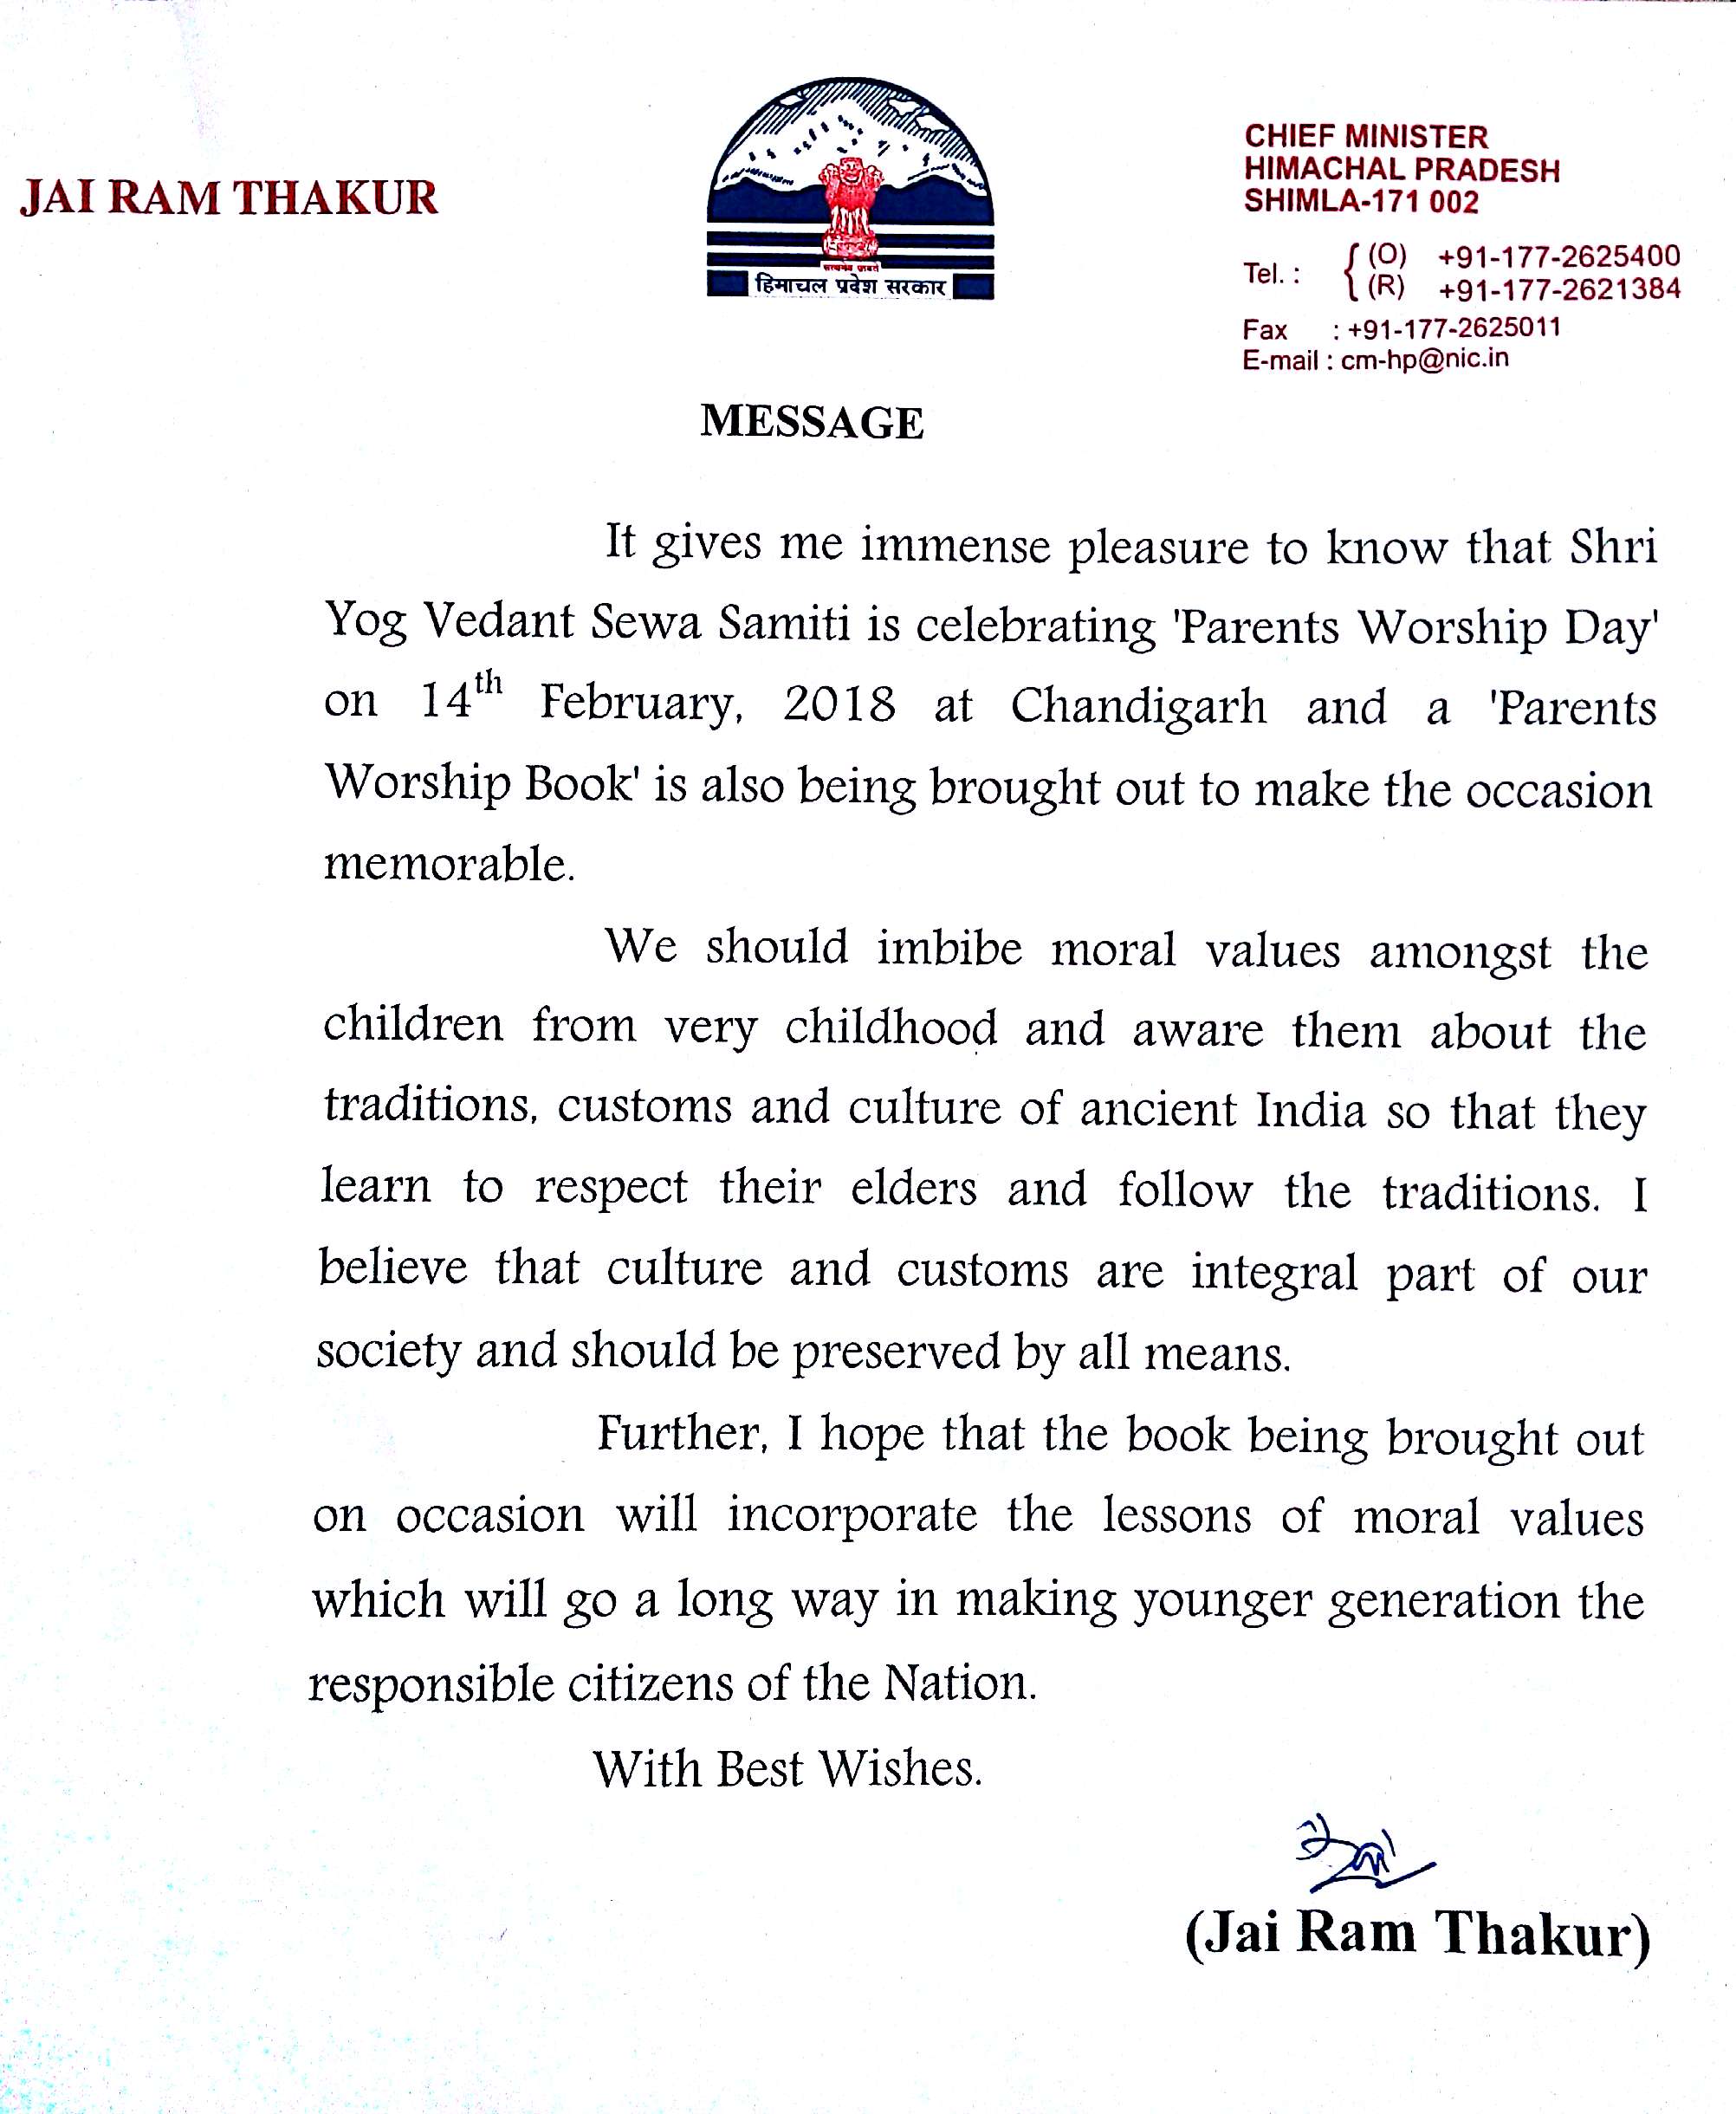 JAI RAM THAKUR
सत्यमेव जयते
हिमाचल प्रदेश सरकार
CHIEF MINISTER
HIMACHAL PRADESH
SHIMLA-171 002
Tel. : { (O) +91-177-2625400
(R) +91-177-2621384
Fax : +91-177-2625011
E-mail : cm-hp@nic.in
MESSAGE
It gives me immense pleasure to know that Shri
Yog Vedant Sewa Samiti is celebrating 'Parents Worship Day'
on 14th February, 2018 at Chandigarh and a 'Parents
Worship Book' is also being brought out to make the occasion
memorable.
We should imbibe moral values amongst the
children from very childhood and aware them about the
traditions, customs and culture of ancient India so that they
learn to respect their elders and follow the traditions. I
believe that culture and customs are integral part of our
society and should be preserved by all means.
Further, I hope that the book being brought out
on occasion will incorporate the lessons of moral values
which will go a long way in making younger generation the
responsible citizens of the Nation.
With Best Wishes.
(Jai Ram Thakur)